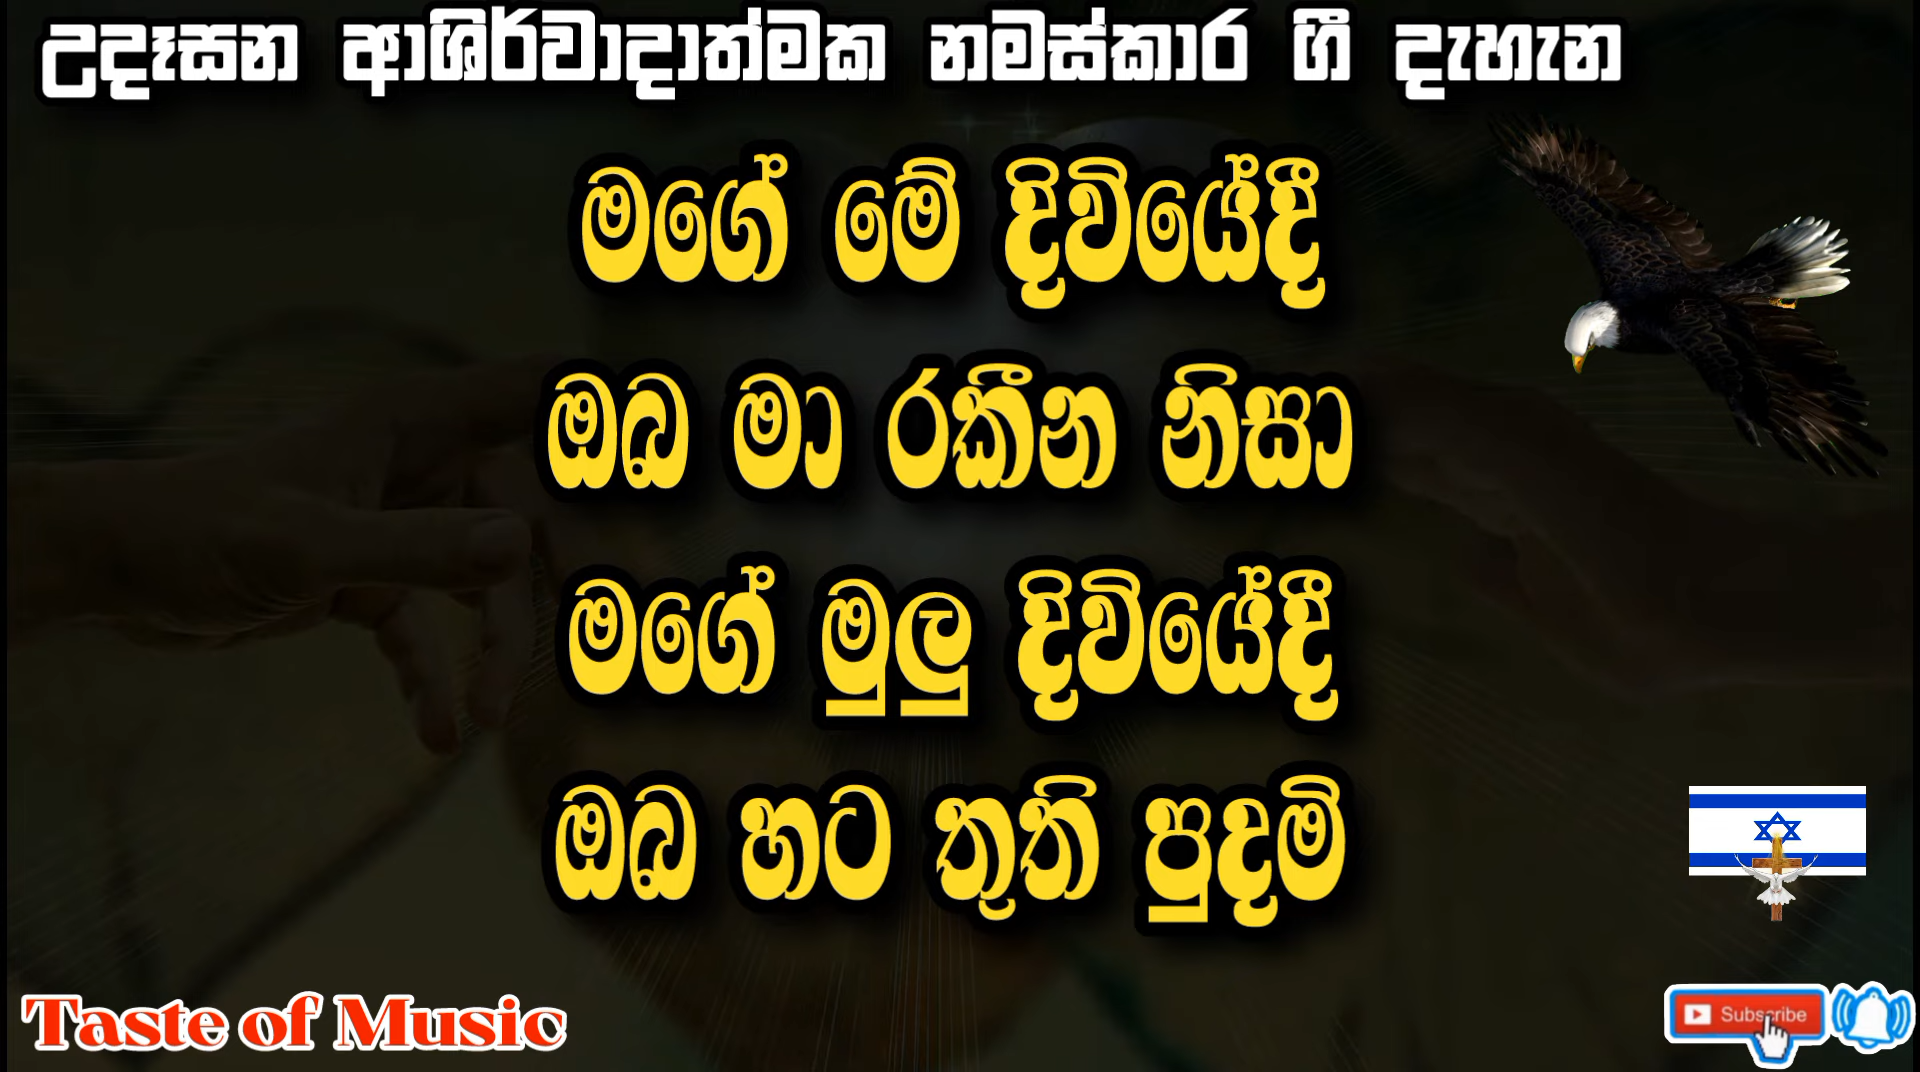 උදෑසන ආශිර්වාදාත්මක නමස්කාර ගී දැහැන
මගේ මේ දිවියේදී
ඔබ මා රකීන නිසා
මගේ මුලු දිවියේදී
ඔබ හට තුති පුදමි
Taste of Music
Subscribe